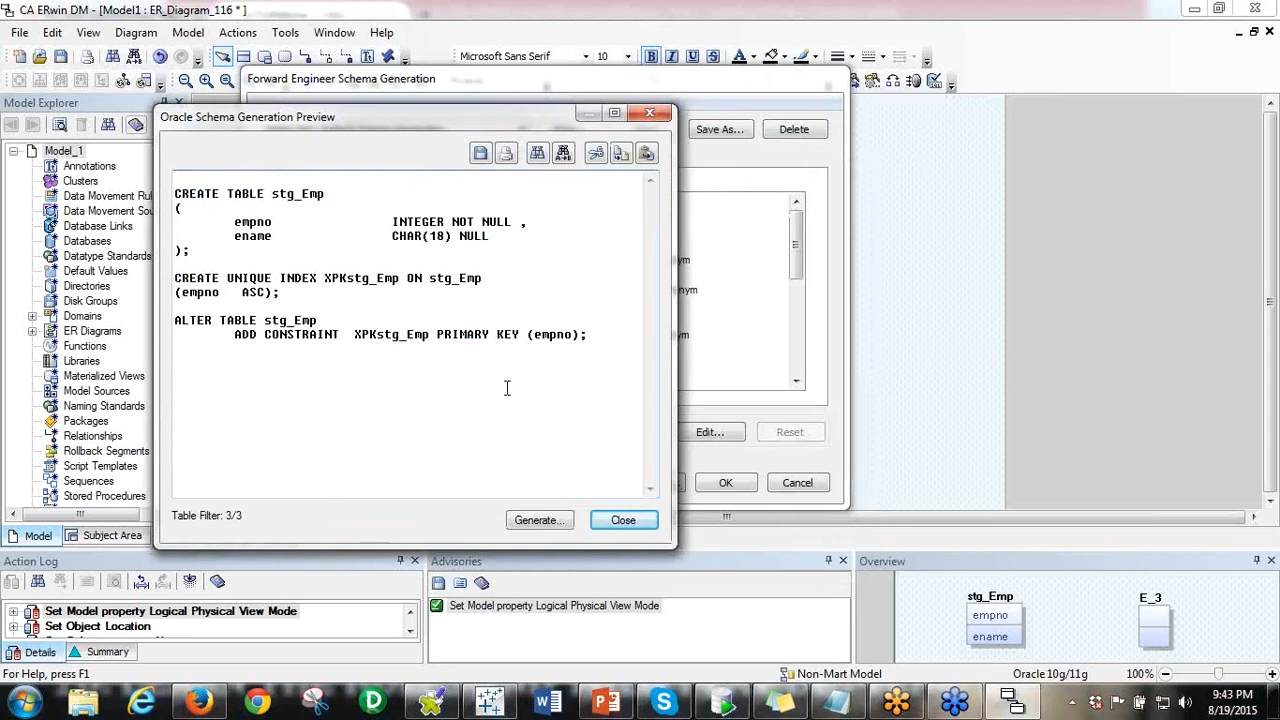 CA ERwin DM - [Model1 : ER_Diagram_116 *]
File Edit View Diagram Model Actions Tools Window Help
Microsoft Sans Serif 10 B I U S A
Forward Engineer Schema Generation
Model Explorer
Oracle Schema Generation Preview
Save As... Delete
Model_1
Annotations
Clusters
Data Movement Rul
Data Movement Sou
Database Links
Databases
Datatype Standards
Default Values
Directories
Disk Groups
Domains
ER Diagrams
Functions
Libraries
Materialized Views
Model Sources
Naming Standards
Packages
Relationships
Rollback Segments
Script Templates
Sequences
Stored Procedures
CREATE TABLE stg_Emp
(
empno INTEGER NOT NULL ,
ename CHAR(18) NULL
);
CREATE UNIQUE INDEX XPKstg_Emp ON stg_Emp
(empno ASC);
ALTER TABLE stg_Emp
ADD CONSTRAINT XPKstg_Emp PRIMARY KEY (empno);
nym
onym
m
Edit... Reset
OK Cancel
Table Filter: 3/3
Generate... Close
Model Subject Area
Action Log
Set Model property Logical Physical View Mode
Set Object Location
Details Summary
Advisories
Set Model property Logical Physical View Mode
Overview
stg_Emp
empno
ename
E_3
For Help, press F1
Non-Mart Model Oracle 10g/11g 100%
9:43 PM
8/19/2015